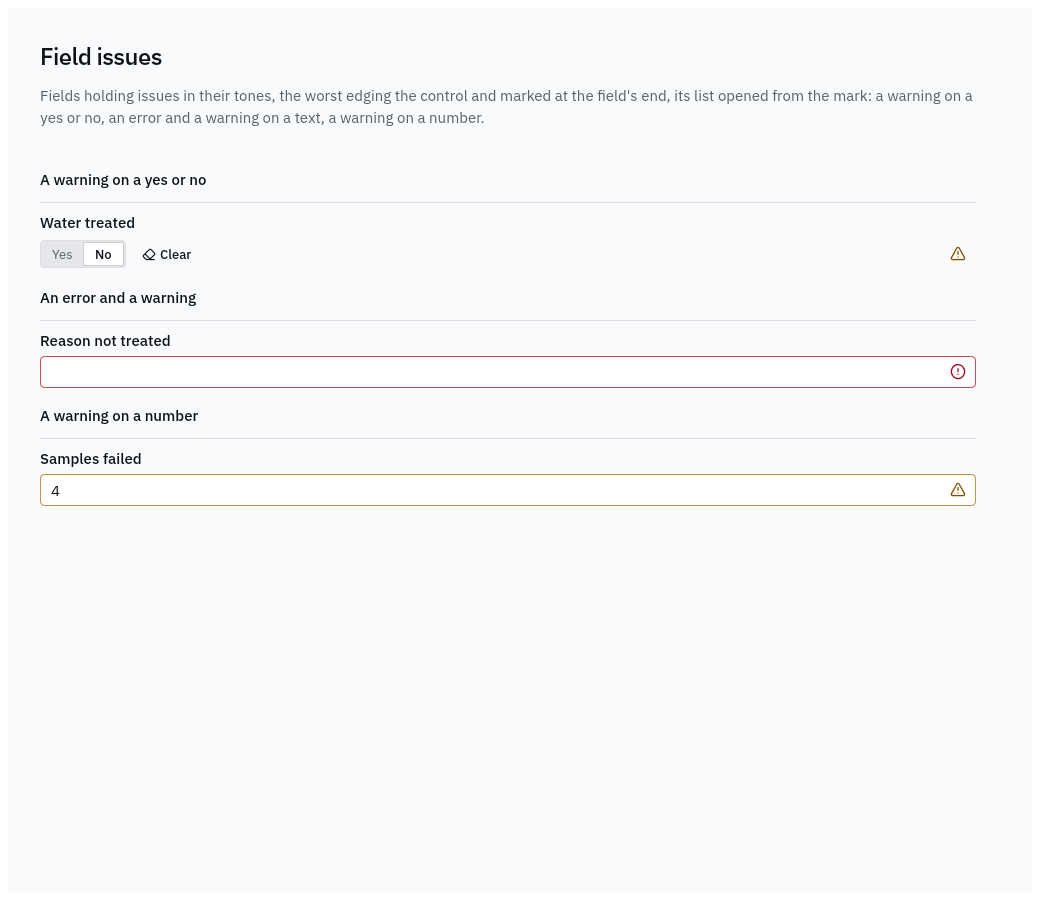 Field issues
Fields holding issues in their tones, the worst edging the control and marked at the field's end, its list opened from the mark: a warning on a
yes or no, an error and a warning on a text, a warning on a number.
A warning on a yes or no
Water treated
Yes No Clear
An error and a warning
Reason not treated
A warning on a number
Samples failed
4